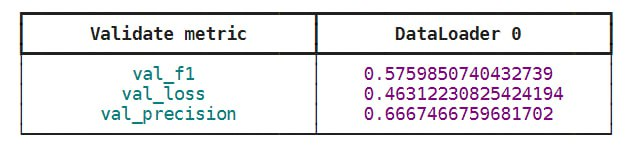 Validate metric DataLoader 0
val_f1 0.5759850740432739
val_loss 0.46312230825424194
val_precision 0.6667466759681702